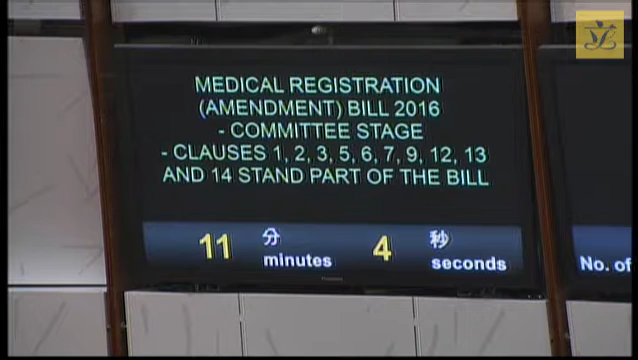 MEDICAL REGISTRATION
(AMENDMENT) BILL 2016
- COMMITTEE STAGE
- CLAUSES 1, 2, 3, 5, 6, 7, 9, 12, 13
AND 14 STAND PART OF THE BILL
11 分 minutes 4 秒 seconds
No. of